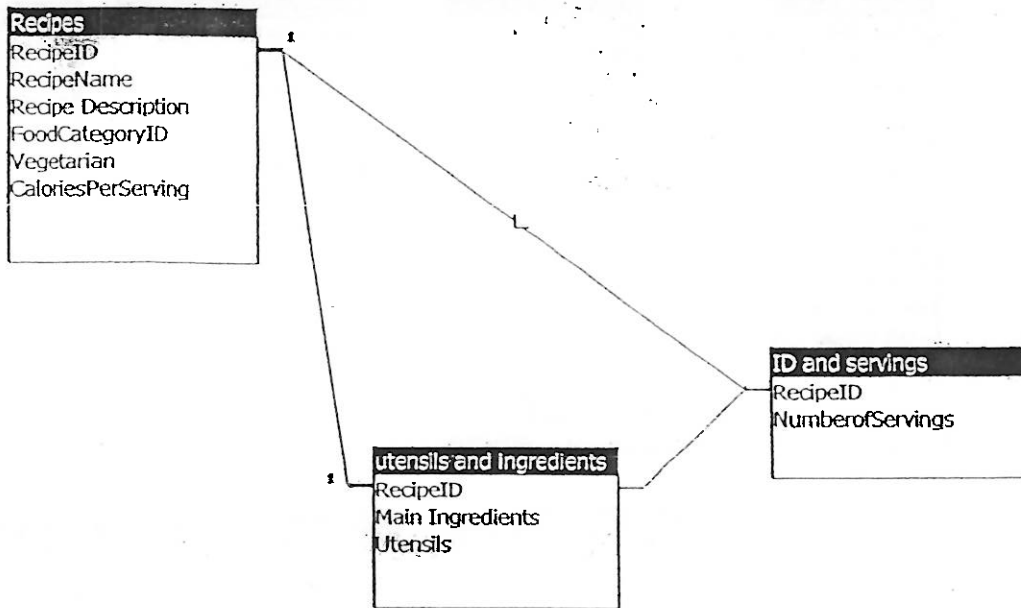 Recipes
RecipeID
RecipeName
Recipe Description
FoodCategoryID
Vegetarian
CaloriesPerServing
1
1
utensils and ingredients
RecipeID
Main Ingredients
Utensils
ID and servings
RecipeID
NumberofServings